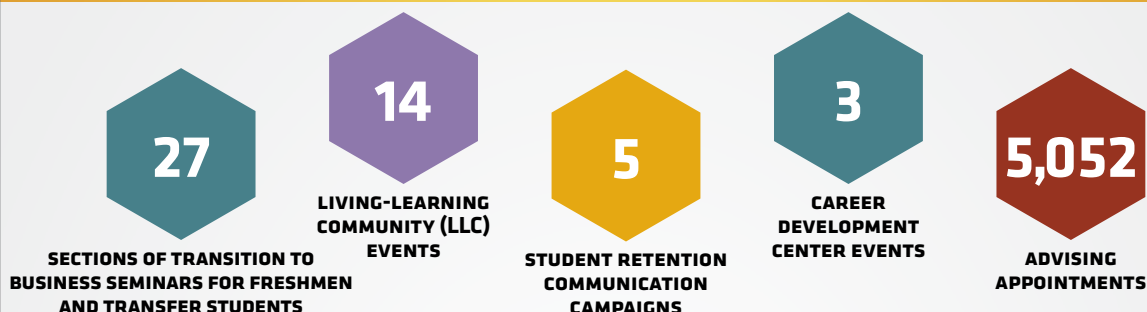 27
SECTIONS OF TRANSITION TO
BUSINESS SEMINARS FOR FRESHMEN
AND TRANSFER STUDENTS
14
LIVING-LEARNING
COMMUNITY (LLC)
EVENTS
5
STUDENT RETENTION
COMMUNICATION
CAMPAIGNS
3
CAREER
DEVELOPMENT
CENTER EVENTS
5,052
ADVISING
APPOINTMENTS